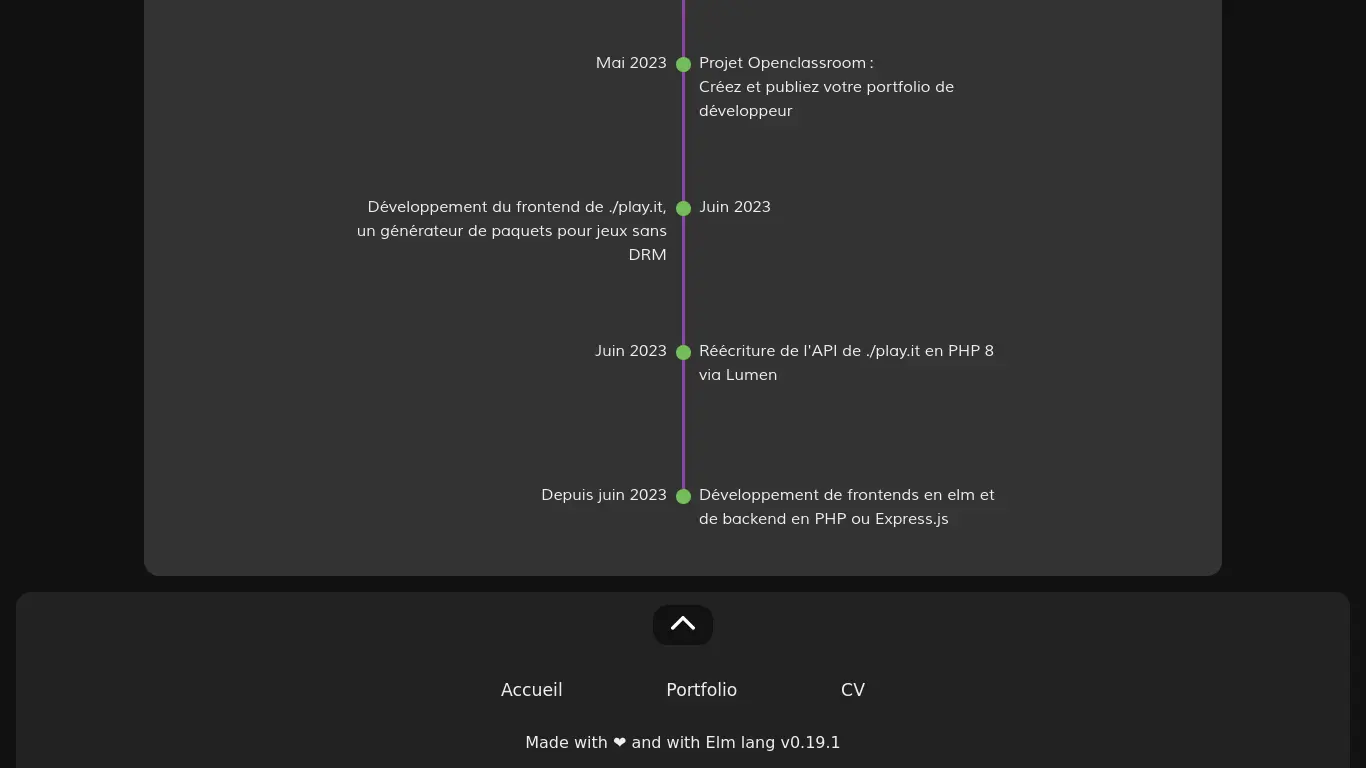 Mai 2023
Projet Openclassroom :
Créez et publiez votre portfolio de
développeur
Développement du frontend de ./play.it,
un générateur de paquets pour jeux sans
DRM
Juin 2023
Juin 2023
Réécriture de l'API de ./play.it en PHP 8
via Lumen
Depuis juin 2023
Développement de frontends en elm et
de backend en PHP ou Express.js
Accueil
Portfolio
CV
Made with ❤ and with Elm lang v0.19.1